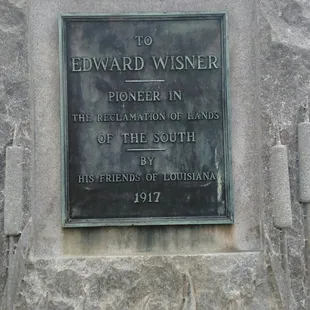 TO
EDWARD WISNER
PIONEER IN
THE RECLAMATION OF LANDS
OF THE SOUTH
BY
HIS FRIENDS OF LOUISIANA
1917